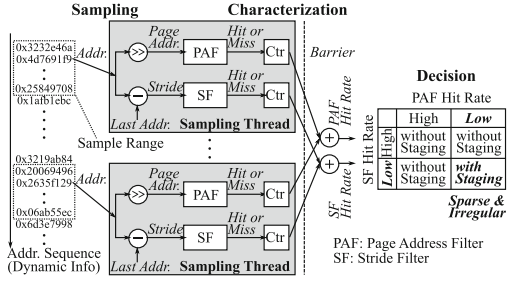 Sampling
Characterization
0x3232e46a
0x4d7691f9
0x25849708
0x1afb1ebc
Addr.
Sample Range
Page Addr.
>>
PAF
Hit or Miss
Ctr
Stride
SF
Hit or Miss
Ctr
Last Addr.
Sampling Thread
0x3219ab84
0x20069496
0x2635f129
0x06ab55ec
0x6d3e7998
Addr.
Addr. Sequence
(Dynamic Info)
Page Addr.
>>
PAF
Hit or Miss
Ctr
Stride
SF
Hit or Miss
Ctr
Last Addr.
Sampling Thread
Barrier
PAF Hit Rate
+
+
SF Hit Rate
Decision
PAF Hit Rate
High Low
SF Hit Rate
High without Staging without Staging
Low without Staging with Staging
Sparse & Irregular
PAF: Page Address Filter
SF: Stride Filter